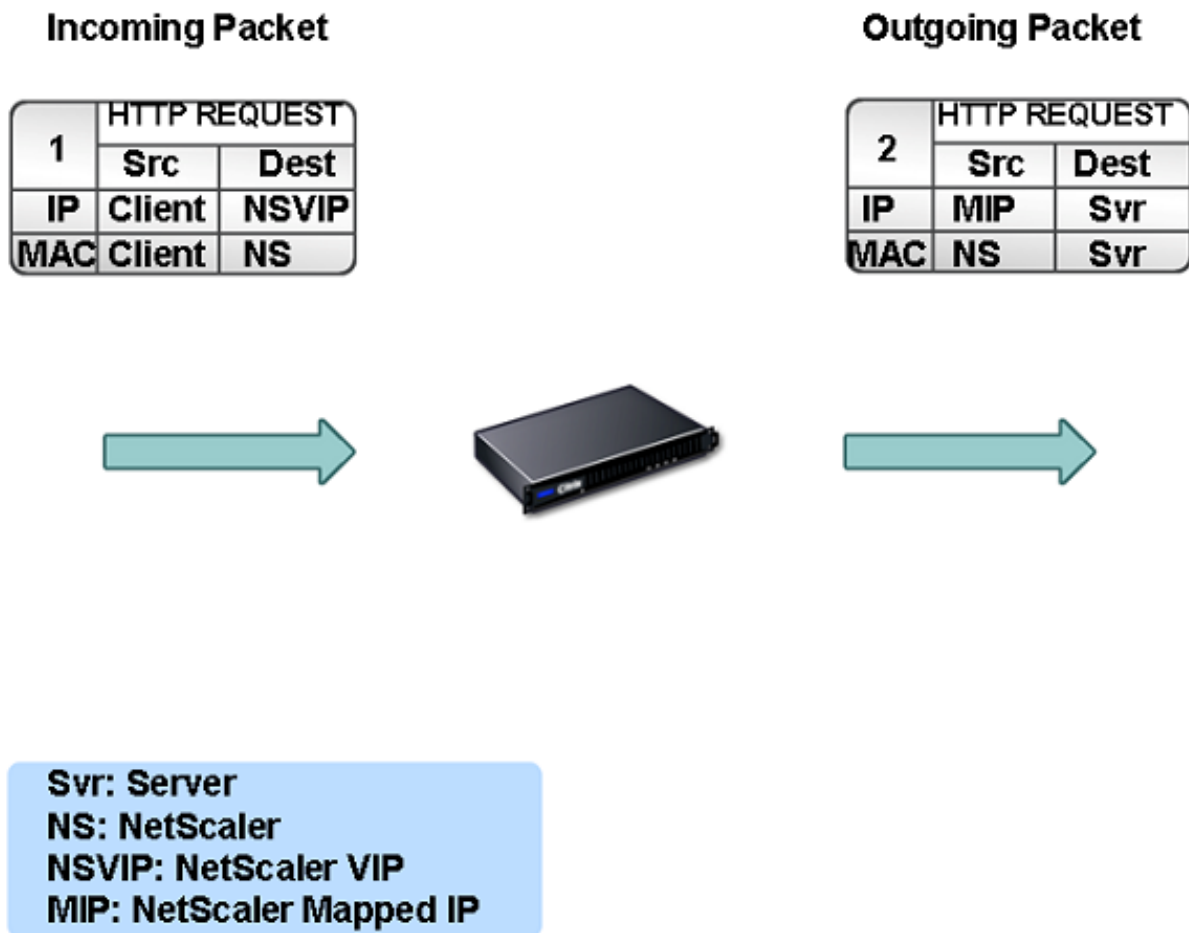 Incoming Packet
Outgoing Packet
1 HTTP REQUEST
Src Dest
IP Client NSVIP
MAC Client NS
2 HTTP REQUEST
Src Dest
IP MIP Svr
MAC NS Svr
Svr: Server
NS: NetScaler
NSVIP: NetScaler VIP
MIP: NetScaler Mapped IP